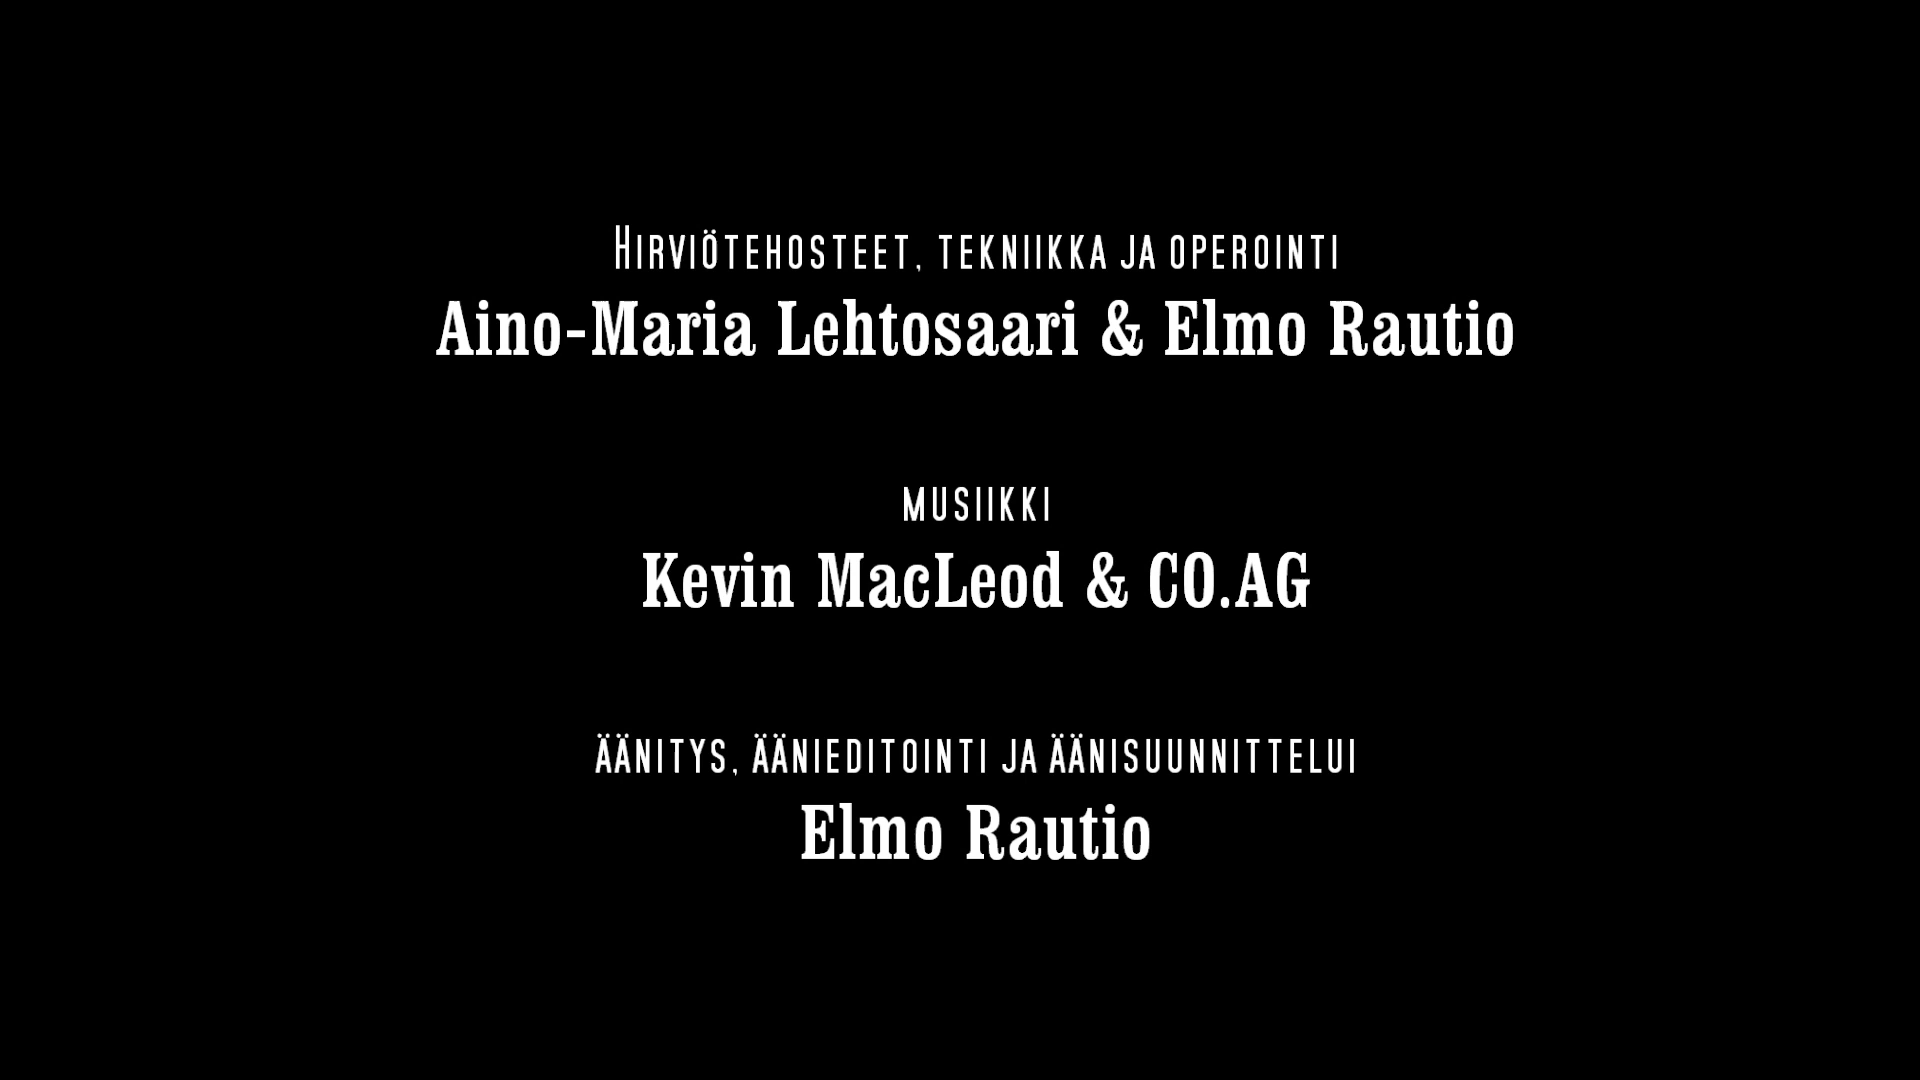 Hirviötehosteet, tekniikka ja operointi
Aino-Maria Lehtosaari & Elmo Rautio
musiikki
Kevin MacLeod & CO.AG
äänitys, äänieditointi ja äänisuunnittelui
Elmo Rautio